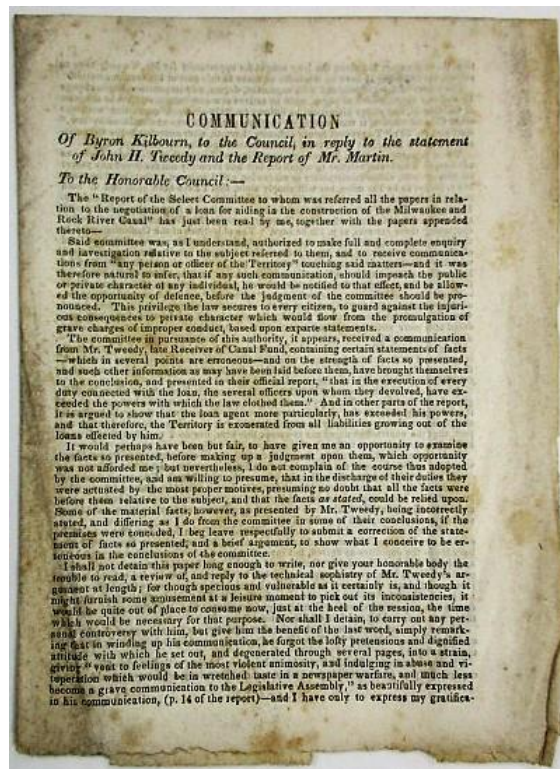 COMMUNICATION
Of Byron Kilbourn, to the Council, in reply to the statement
of John H. Tweedy and the Report of Mr. Martin.
To the Honorable Council:—
The "Report of the Select Committee to whom was referred all the papers in rela-
tion to the negotiation of a loan for aiding in the construction of the Milwaukee and
Rock River Canal" has just been read by me, together with the papers appended
thereto—
Said committee was, as I understand, authorized to make full and complete enquiry
and investigation relative to the subject referred to them, and to receive communica-
tions from "any person or officer of the Territory" touching said matters—and it was
therefore natural to infer, that if any such communication, should impeach the public
or private character of any individual, he would be notified to that effect, and be allow-
ed the opportunity of defence, before the judgment of the committee should be pro-
nounced. This privilege the law secures to every citizen, to guard against the injuri-
ous consequences to private character which would flow from the promulgation of
grave charges of improper conduct, based upon exparte statements.
The committee in pursuance of this authority, it appears, received a communication
from Mr. Tweedy, late Receiver of Canal Fund, containing certain statements of facts
—which in several points are erroneous—and on the strength of facts so presented,
and such other information as may have been laid before them, have brought themselves
to the conclusion, and presented in their official report, "that in the execution of every
duty connected with the loan, the several officers upon whom they devolved, have ex-
ceeded the powers with which the law clothed them." And in other parts of the report,
it is argued to show that the loan agent more particularly, has exceeded his powers,
and that therefore, the Territory is exonerated from all liabilities growing out of the
loans effected by him.
It would perhaps have been but fair, to have given me an opportunity to examine
the facts so presented, before making up a judgment upon them, which opportunity
was not afforded me; but nevertheless, I do not complain of the course thus adopted
by the committee, and am willing to presume, that in the discharge of their duties they
were actuated by the most proper motives, presuming no doubt that all the facts were
before them relative to the subject, and that the facts as stated, could be relied upon.
Some of the material facts, however, as presented by Mr. Tweedy, being incorrectly
stated, and differing as I do from the committee in some of their conclusions, if the
premises were conceded, I beg leave respectfully to submit a correction of the state-
ment of facts so presented; and a brief argument, to show what I conceive to be er-
roneous in the conclusions of the committee.
I shall not detain this paper long enough to write, nor give your honorable body the
trouble to read, a review of, and reply to the technical sophistry of Mr. Tweedy's ar-
gument at length; for though specious and vulnerable as it certainly is, and though it
might furnish some amusement at a leisure moment to pick out its inconsistencies, it
would be quite out of place to consume now, just at the heel of the session, the time
which would be necessary for that purpose. Nor shall I detain, to carry out any per-
sonal controversy with him, but give him the benefit of the last word, simply remark-
ing that in winding up his communication, he forgot the lofty pretensions and dignified
attitude with which he set out, and degenerated through several pages, into a strain,
giving "vent to feelings of the most violent animosity, and indulging in abuse and vi-
tuperation which would be in wretched taste in a newspaper warfare, and much less
become a grave communication to the Legislative Assembly," as beautifully expressed
in his communication, (p. 14 of the report)—and I have only to express my gratifica-